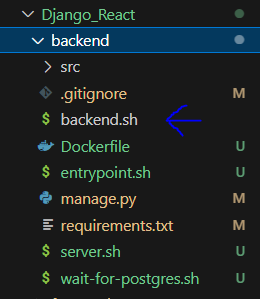 Django_React
backend
src
.gitignore M
$ backend.sh M
Dockerfile U
$ entrypoint.sh U
manage.py M
requirements.txt M
$ server.sh U
$ wait-for-postgres.sh U